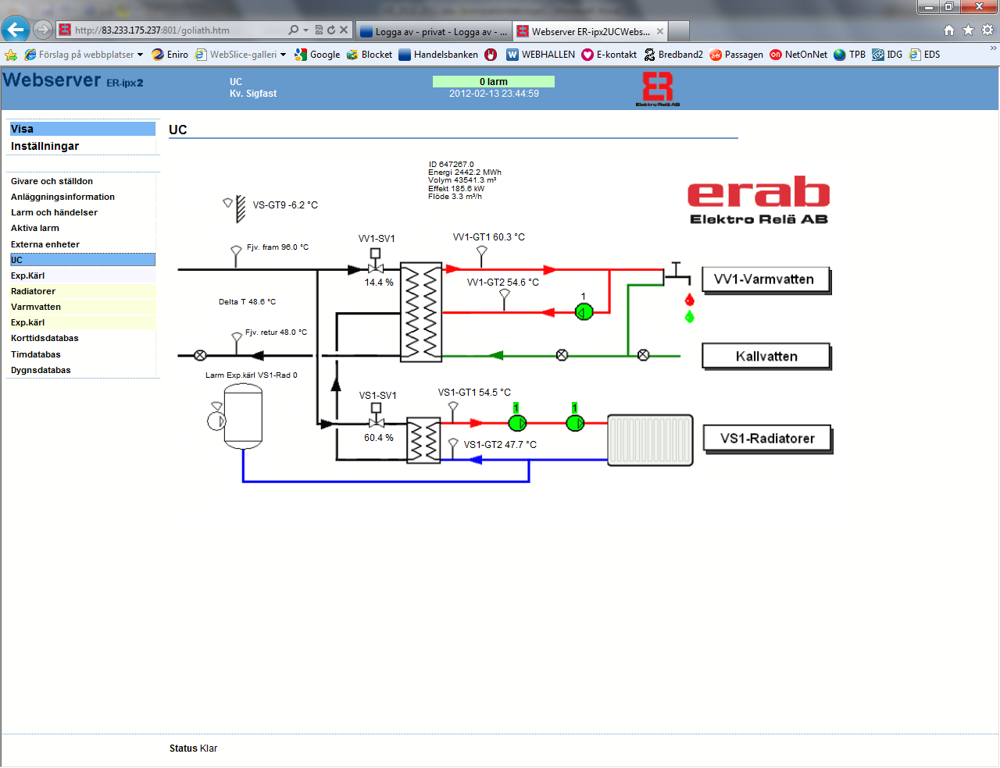 http://83.233.175.237:801/goliath.htm
Logga av - privat - Logga av - ...
Webserver ER-ipx2UCWebs...
Förslag på webbplatser
Eniro
WebSlice-galleri
Google
Blocket
Handelsbanken
WEBHALLEN
E-kontakt
Bredband2
Passagen
NetOnNet
TPB
IDG
EDS
Webserver ER-ipx2
UC
Kv. Sigfast
0 larm
2012-02-13 23:44:59
ER
Elektro Relä AB
Visa
Inställningar
Givare och ställdon
Anläggningsinformation
Larm och händelser
Aktiva larm
Externa enheter
UC
Exp.Kärl
Radiatorer
Varmvatten
Exp.kärl
Korttidsdatabas
Timdatabas
Dygnsdatabas
UC
ID 647267.0
Energi 2442.2 MWh
Volym 43541.3 m³
Effekt 185.6 kW
Flöde 3.3 m³/h
erab
Elektro Relä AB
VS-GT9 -6.2 °C
VV1-SV1
VV1-GT1 60.3 °C
Fjv. fram 96.0 °C
14.4 %
VV1-GT2 54.6 °C
VV1-Varmvatten
Delta T 48.6 °C
1
Fjv. retur 48.0 °C
Kallvatten
Larm Exp.kärl VS1-Rad 0
VS1-SV1
VS1-GT1 54.5 °C
1
1
60.4 %
VS1-GT2 47.7 °C
VS1-Radiatorer
Status Klar